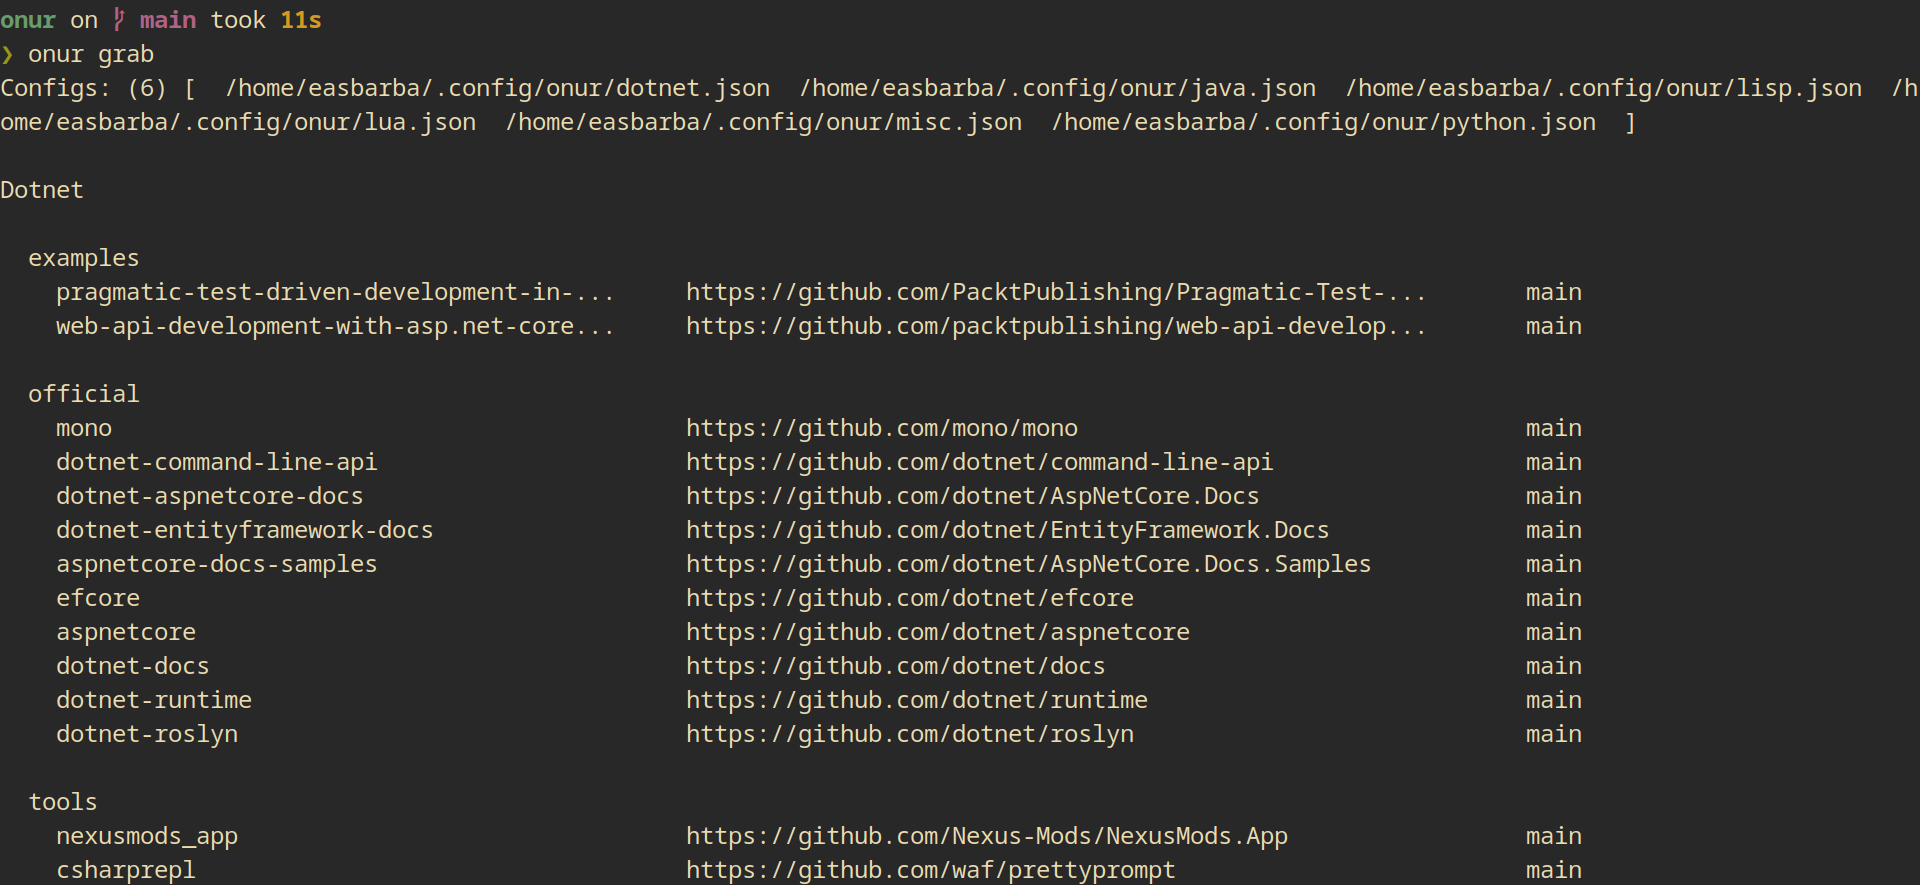 onur on main took 11s
❯ onur grab
Configs: (6) [  /home/easbarba/.config/onur/dotnet.json  /home/easbarba/.config/onur/java.json  /home/easbarba/.config/onur/lisp.json  /h
ome/easbarba/.config/onur/lua.json  /home/easbarba/.config/onur/misc.json  /home/easbarba/.config/onur/python.json  ]
Dotnet
examples
pragmatic-test-driven-development-in-... https://github.com/PacktPublishing/Pragmatic-Test-... main
web-api-development-with-asp.net-core... https://github.com/packtpublishing/web-api-develop... main
official
mono https://github.com/mono/mono main
dotnet-command-line-api https://github.com/dotnet/command-line-api main
dotnet-aspnetcore-docs https://github.com/dotnet/AspNetCore.Docs main
dotnet-entityframework-docs https://github.com/dotnet/EntityFramework.Docs main
aspnetcore-docs-samples https://github.com/dotnet/AspNetCore.Docs.Samples main
efcore https://github.com/dotnet/efcore main
aspnetcore https://github.com/dotnet/aspnetcore main
dotnet-docs https://github.com/dotnet/docs main
dotnet-runtime https://github.com/dotnet/runtime main
dotnet-roslyn https://github.com/dotnet/roslyn main
tools
nexusmods_app https://github.com/Nexus-Mods/NexusMods.App main
csharprepl https://github.com/waf/prettyprompt main